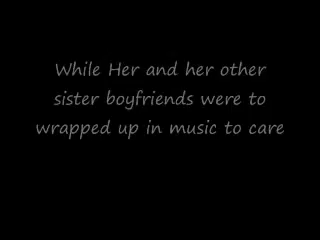 While Her and her other
sister boyfriends were to
wrapped up in music to care